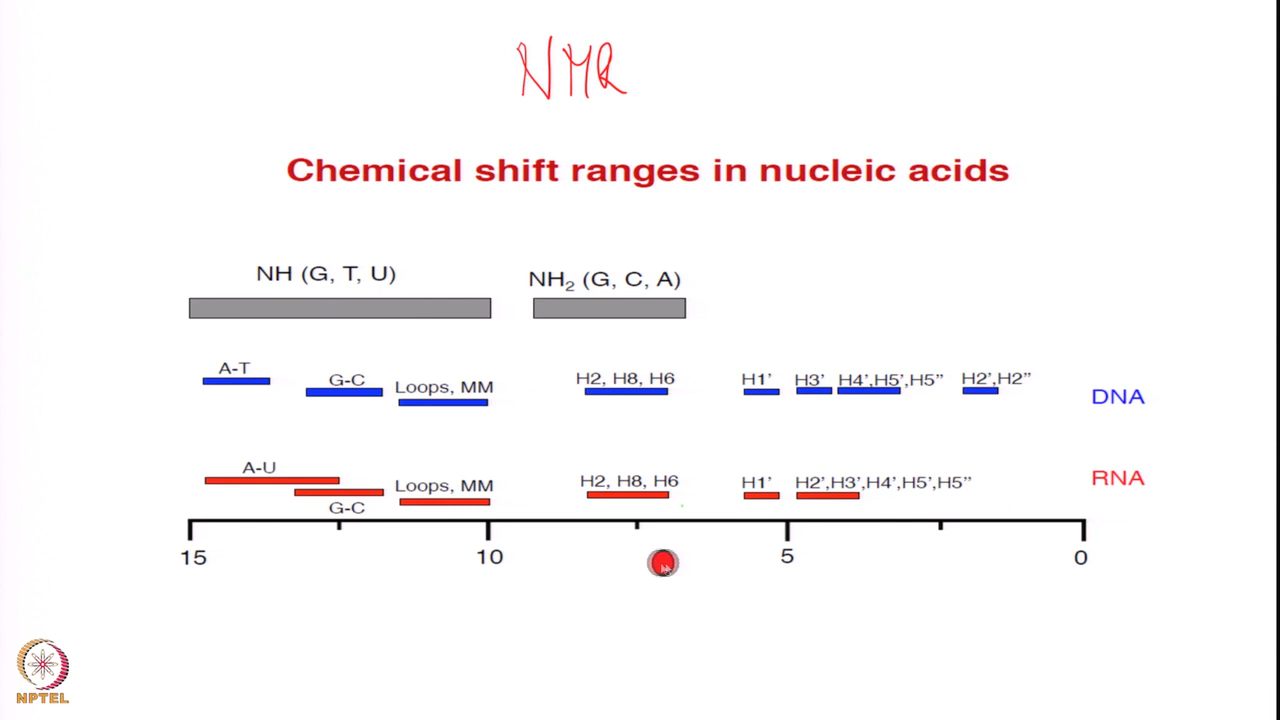 NMR
Chemical shift ranges in nucleic acids
NH (G, T, U)
NH₂ (G, C, A)
A-T
G-C
Loops, MM
H2, H8, H6
H1’
H3’
H4’,H5’,H5”
H2’,H2”
DNA
A-U
G-C
Loops, MM
H2, H8, H6
H1’
H2’,H3’,H4’,H5’,H5”
RNA
15 10 5 0
NPTEL